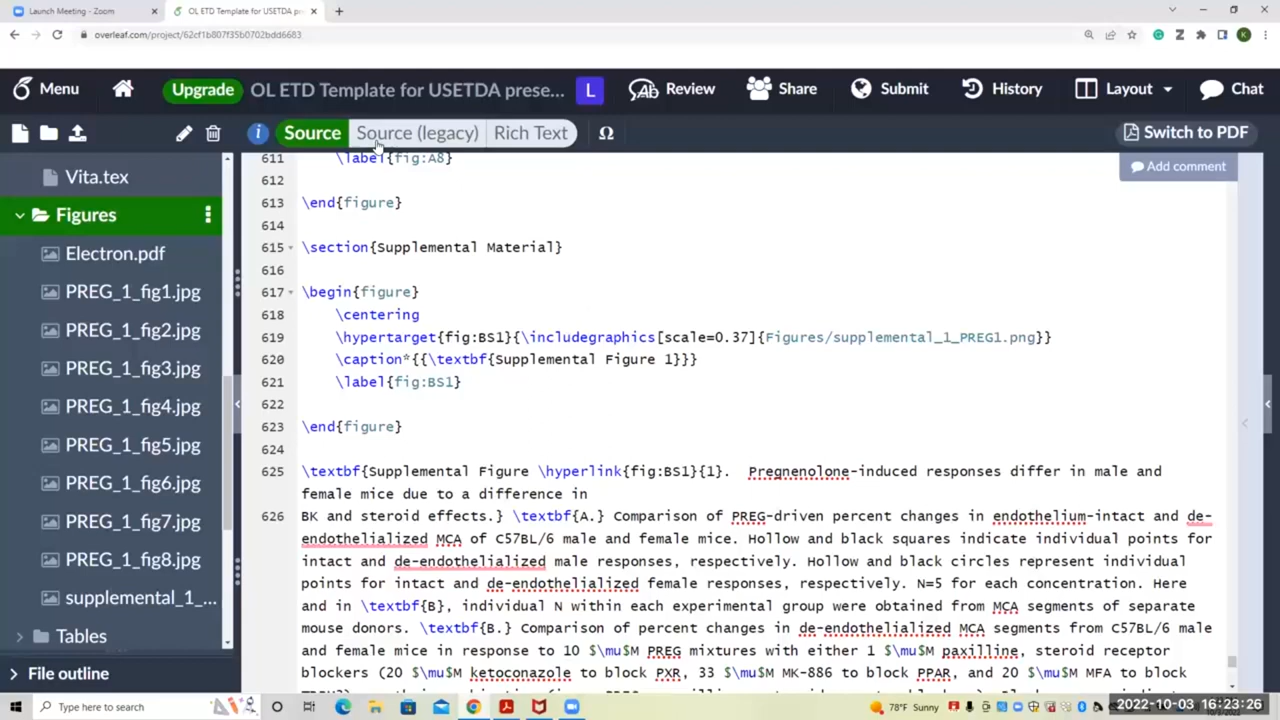 Launch Meeting - Zoom
OL ETD Template for USETDA pres
overleaf.com/project/62cf1b807f35b0702bdd6683
K
Menu
Upgrade
OL ETD Template for USETDA prese...
L
Review
Share
Submit
History
Layout
Chat
Source
Source (legacy)
Rich Text
Ω
Switch to PDF
Add comment
Vita.tex
Figures
Electron.pdf
PREG_1_fig1.jpg
PREG_1_fig2.jpg
PREG_1_fig3.jpg
PREG_1_fig4.jpg
PREG_1_fig5.jpg
PREG_1_fig6.jpg
PREG_1_fig7.jpg
PREG_1_fig8.jpg
supplemental_1_...
Tables
File outline
611 \label{fig:A8}
612
613 \end{figure}
614
615 \section{Supplemental Material}
616
617 \begin{figure}
618 \centering
619 \hypertarget{fig:BS1}{\includegraphics[scale=0.37]{Figures/supplemental_1_PREG1.png}}
620 \caption*{{\textbf{Supplemental Figure 1}}}
621 \label{fig:BS1}
622
623 \end{figure}
624
625 \textbf{Supplemental Figure \hyperlink{fig:BS1}{1}. Pregnenolone-induced responses differ in male and
female mice due to a difference in
626 BK and steroid effects.} \textbf{A.} Comparison of PREG-driven percent changes in endothelium-intact and de-
endothelialized MCA of C57BL/6 male and female mice. Hollow and black squares indicate individual points for
intact and de-endothelialized male responses, respectively. Hollow and black circles represent individual
points for intact and de-endothelialized female responses, respectively. N=5 for each concentration. Here
and in \textbf{B}, individual N within each experimental group were obtained from MCA segments of separate
mouse donors. \textbf{B.} Comparison of percent changes in de-endothelialized MCA segments from C57BL/6 male
and female mice in response to 10 $\mu$M PREG mixtures with either 1 $\mu$M paxilline, steroid receptor
blockers (20 $\mu$M ketoconazole to block PXR, 33 $\mu$M MK-886 to block PPAR, and 20 $\mu$M MFA to block
Type here to search
78°F Sunny
2022-10-03 16:23:26